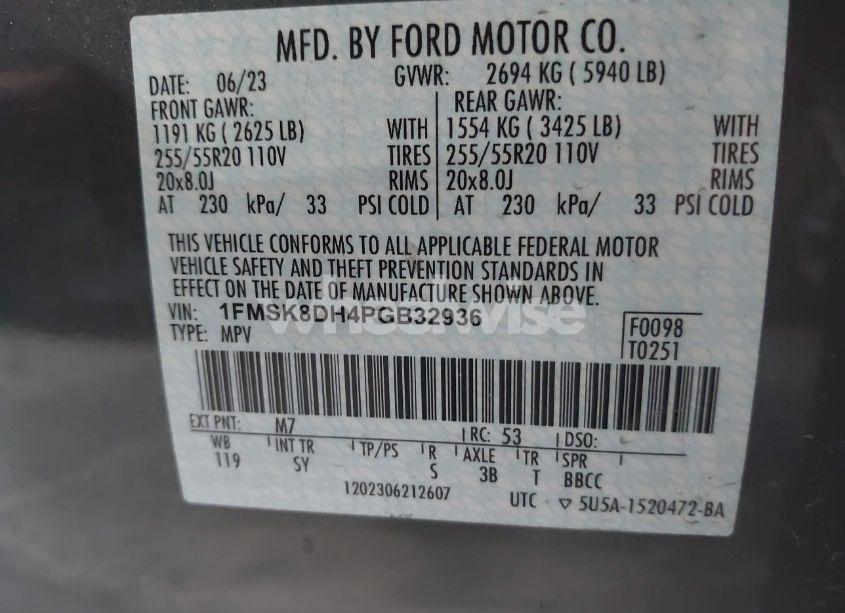 MFD. BY FORD MOTOR CO.
DATE: 06/23 GVWR: 2694 KG ( 5940 LB)
FRONT GAWR: REAR GAWR:
1191 KG ( 2625 LB) WITH 1554 KG ( 3425 LB) WITH
255/55R20 110V TIRES 255/55R20 110V TIRES
20x8.0J RIMS 20x8.0J RIMS
AT 230 kPa/ 33 PSI COLD AT 230 kPa/ 33 PSI COLD
THIS VEHICLE CONFORMS TO ALL APPLICABLE FEDERAL MOTOR
VEHICLE SAFETY AND THEFT PREVENTION STANDARDS IN
EFFECT ON THE DATE OF MANUFACTURE SHOWN ABOVE.
VIN: 1FMSK8DH4PGB32936
wheelwise
TYPE: MPV
F0098
T0251
EXT PNT: M7 RC: 53 DSO:
WB INT TR TP/PS R AXLE TR SPR
119 SY S 3B T BBCC
1202306212607 UTC ▽ 5U5A-1520472-BA